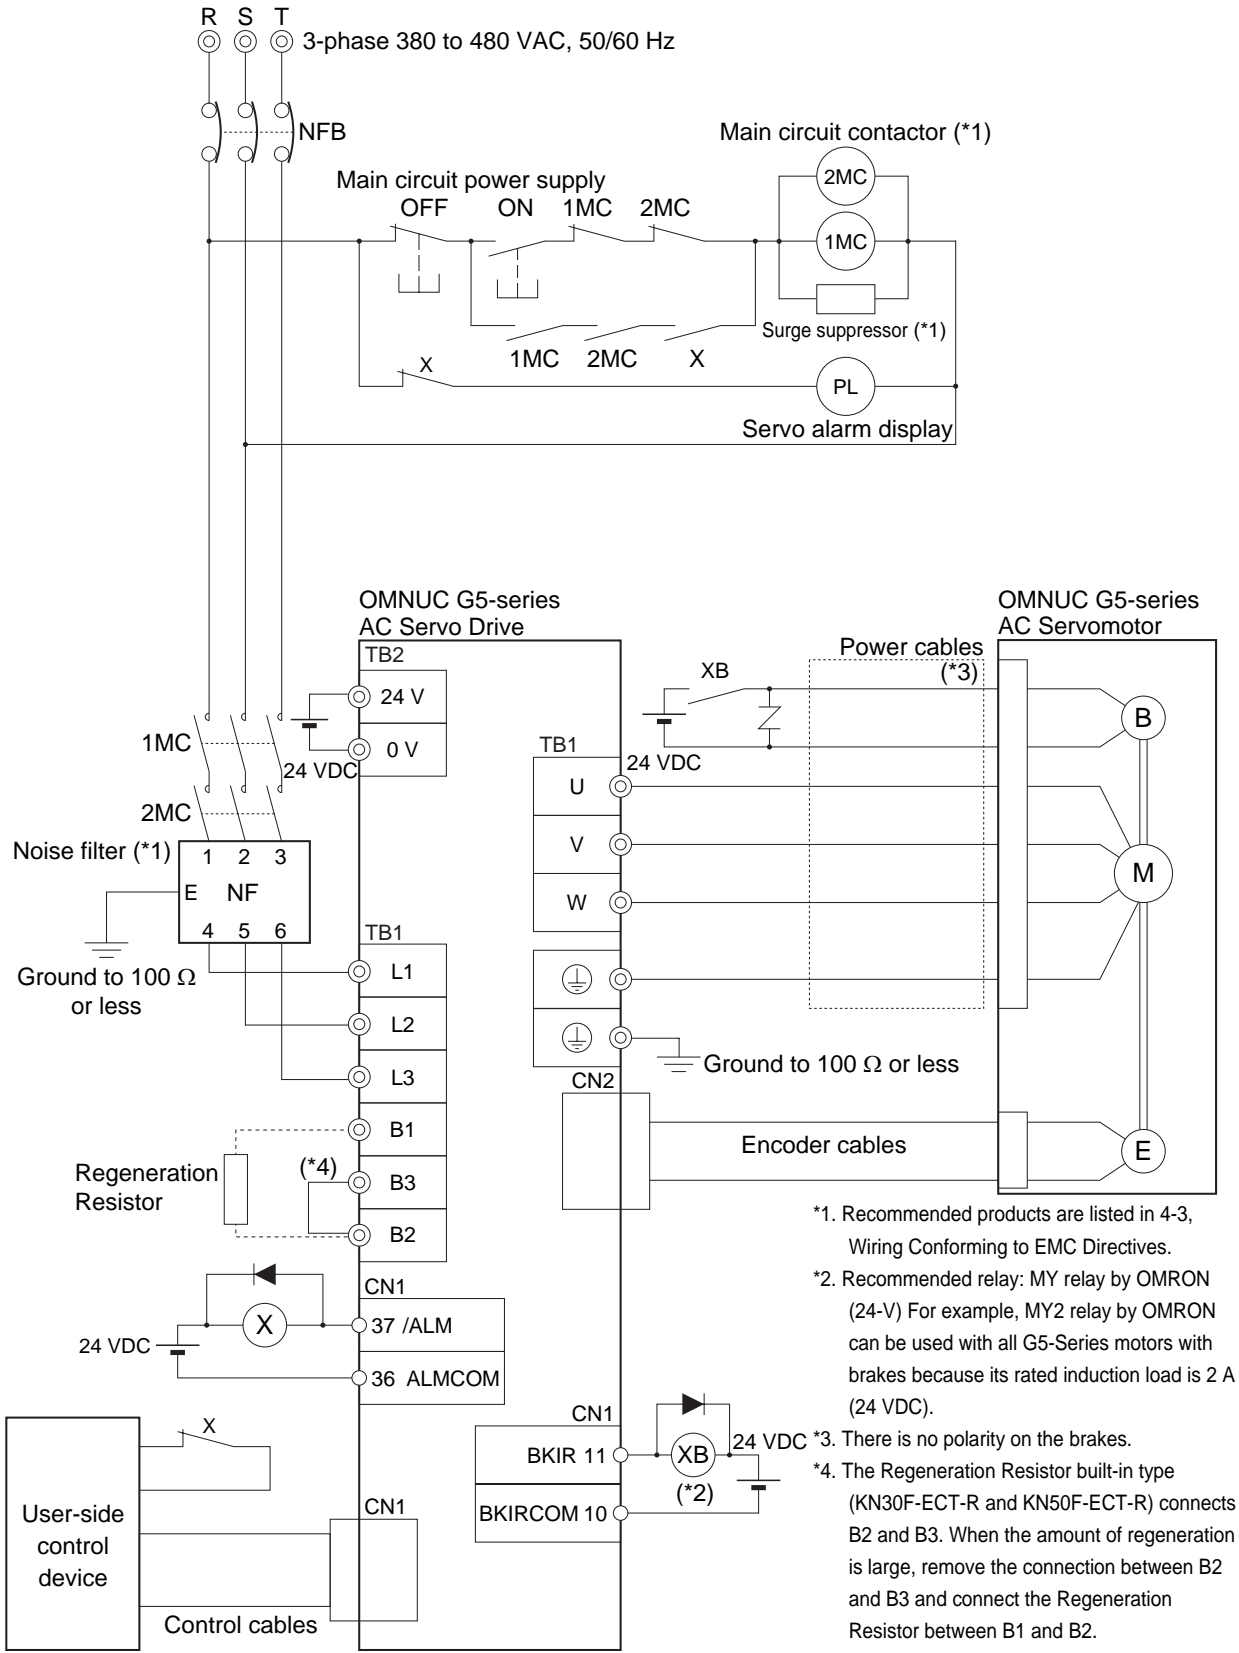 R S T
3-phase 380 to 480 VAC, 50/60 Hz
NFB
Main circuit contactor (*1)
2MC
Main circuit power supply
OFF ON 1MC 2MC
1MC
Surge suppressor (*1)
1MC 2MC X
X
PL
Servo alarm display
OMNUC G5-series
AC Servo Drive
OMNUC G5-series
AC Servomotor
TB2
24 V
0 V
24 VDC
1MC
2MC
Noise filter (*1)
1 2 3
E NF
4 5 6
Ground to 100 Ω
or less
TB1
L1
L2
L3
B1
B3
B2
Regeneration
Resistor
(*4)
Power cables
(*3)
XB
24 VDC
TB1
U
V
W
B
M
E
Ground to 100 Ω or less
CN2
Encoder cables
CN1
37 /ALM
36 ALMCOM
X
24 VDC
CN1
BKIR 11
BKIRCOM 10
XB
(*2)
24 VDC
X
User-side
control
device
CN1
Control cables
*1. Recommended products are listed in 4-3,
Wiring Conforming to EMC Directives.
*2. Recommended relay: MY relay by OMRON
(24-V) For example, MY2 relay by OMRON
can be used with all G5-Series motors with
brakes because its rated induction load is 2 A
(24 VDC).
*3. There is no polarity on the brakes.
*4. The Regeneration Resistor built-in type
(KN30F-ECT-R and KN50F-ECT-R) connects
B2 and B3. When the amount of regeneration
is large, remove the connection between B2
and B3 and connect the Regeneration
Resistor between B1 and B2.